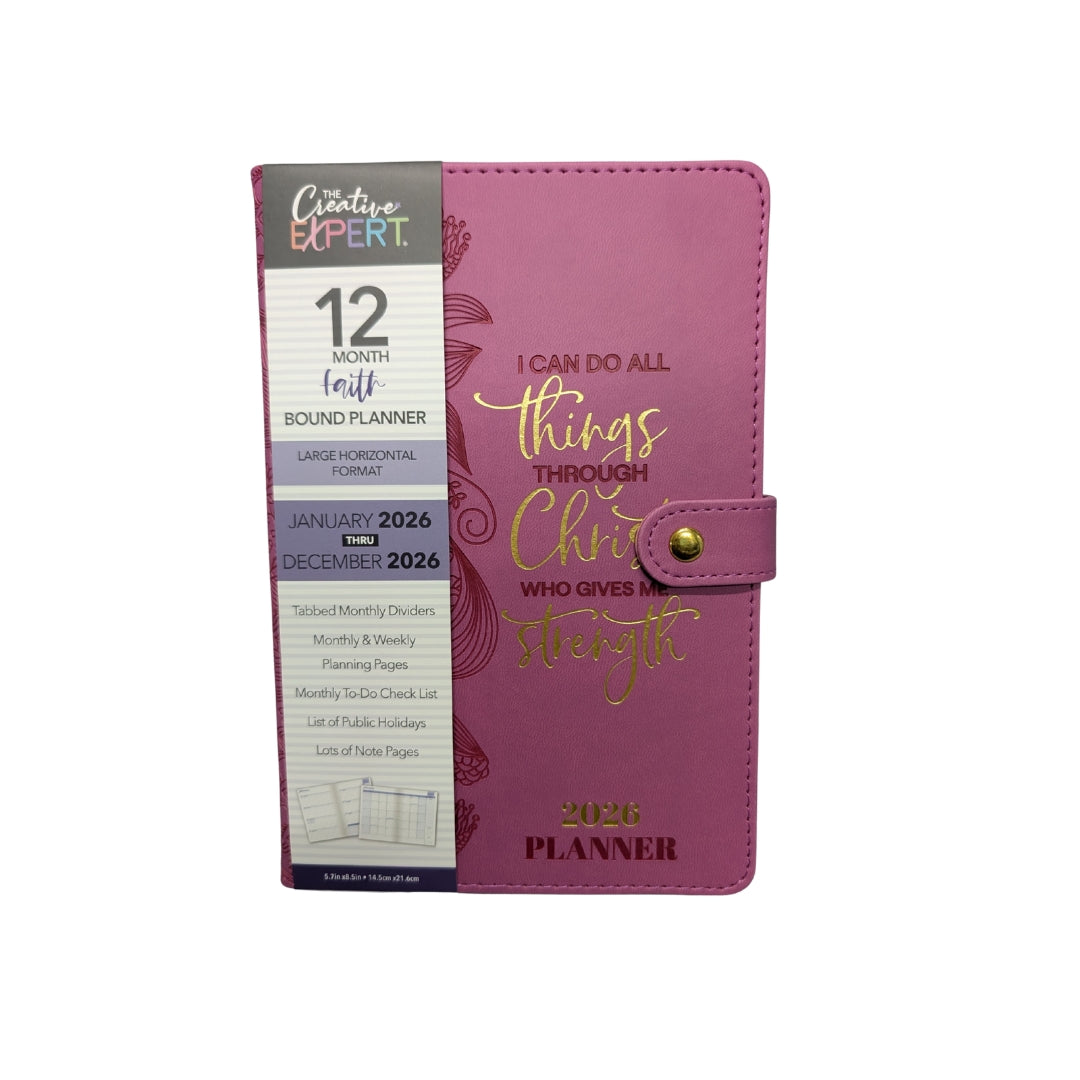 THE
Creative
EXPERT®
12
MONTH
faith
BOUND PLANNER
LARGE HORIZONTAL
FORMAT
JANUARY 2026
THRU
DECEMBER 2026
Tabbed Monthly Dividers
Monthly & Weekly
Planning Pages
Monthly To-Do Check List
List of Public Holidays
Lots of Note Pages
5.7in x8.5in • 14.5cm x21.6cm
I CAN DO ALL
things
THROUGH
Christ
WHO GIVES ME
strength
2026
PLANNER